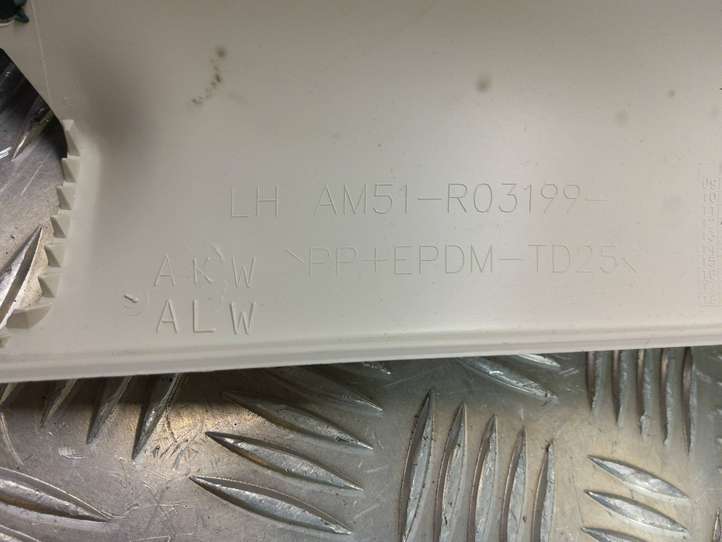 LH AM51-R03199-
>PP+EPDM-TD25<
AKW
ALW